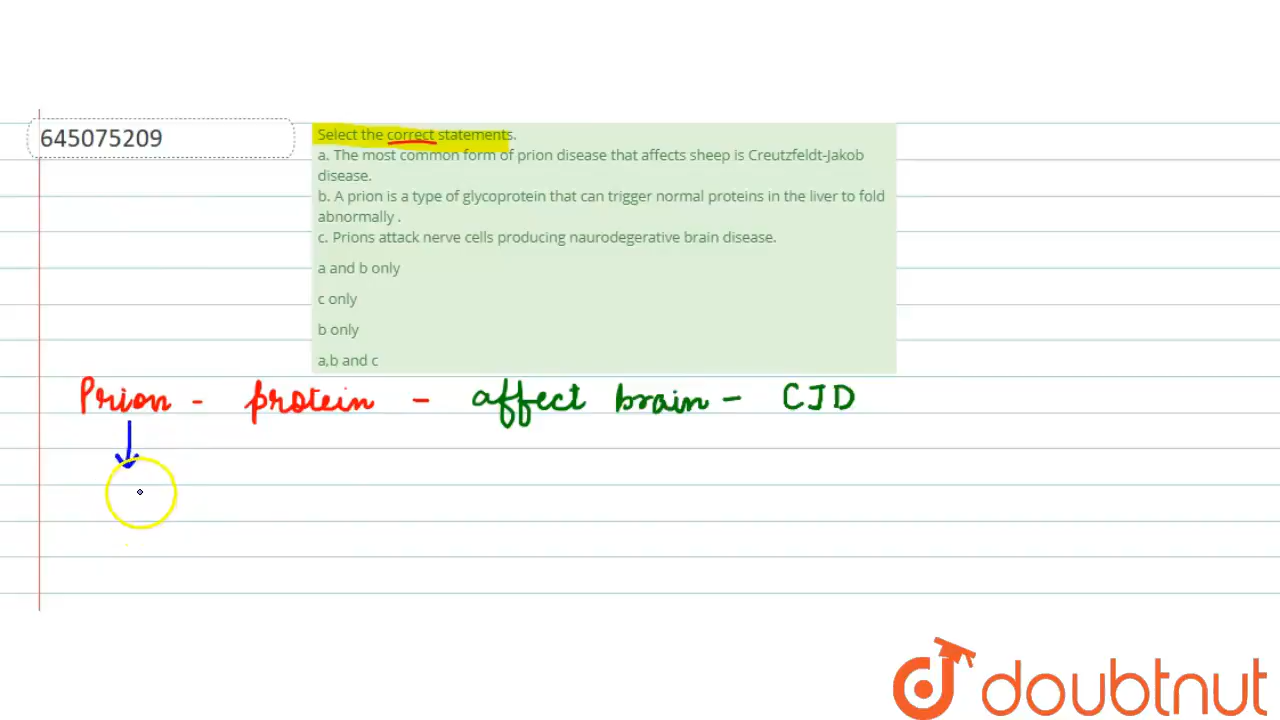 645075209
Select the correct statements.
a. The most common form of prion disease that affects sheep is Creutzfeldt-Jakob
disease.
b. A prion is a type of glycoprotein that can trigger normal proteins in the liver to fold
abnormally .
c. Prions attack nerve cells producing naurodegerative brain disease.
a and b only
c only
b only
a,b and c
Prion - protein - affect brain - CJD
doubtnut